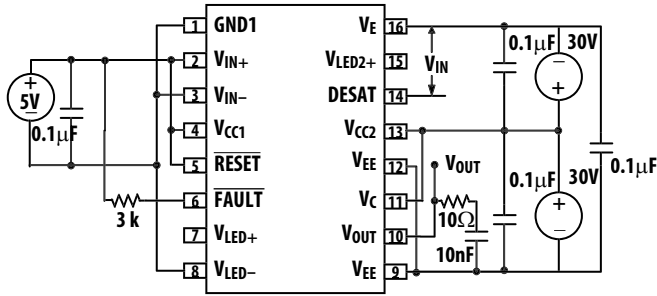 1 GND1
2 VIN+
3 VIN–
4 VCC1
5 RESET
6 FAULT
7 VLED+
8 VLED–
VE 16
VLED2+ 15
DESAT 14
VCC2 13
VEE 12
VC 11
VOUT 10
VEE 9
+
5V
–
0.1µF
3 k
VIN
VOUT
10Ω
10nF
0.1µF
30V
–
+
0.1µF
30V
+
–
0.1µF